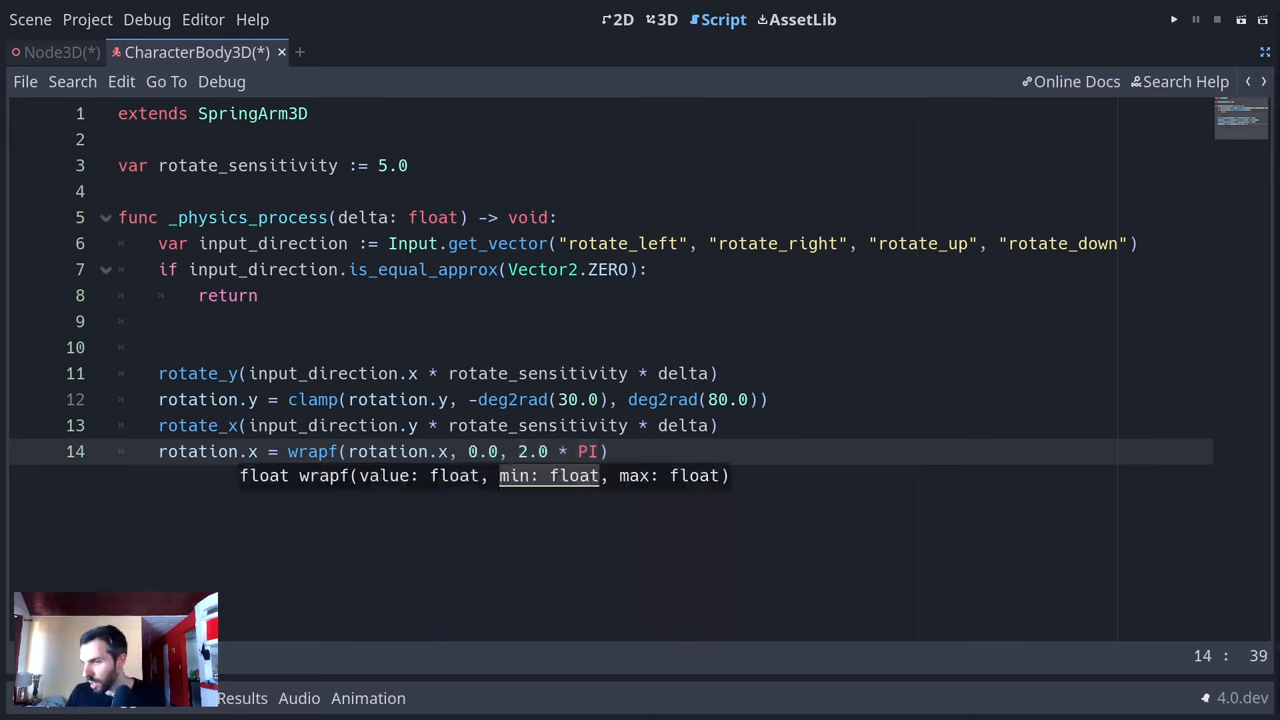 Scene Project Debug Editor Help 2D 3D Script AssetLib
Node3D(*) CharacterBody3D(*)
File Search Edit Go To Debug Online Docs Search Help
1 extends SpringArm3D
2
3 var rotate_sensitivity := 5.0
4
5 func _physics_process(delta: float) -> void:
6 var input_direction := Input.get_vector("rotate_left", "rotate_right", "rotate_up", "rotate_down")
7 if input_direction.is_equal_approx(Vector2.ZERO):
8 return
9
10
11 rotate_y(input_direction.x * rotate_sensitivity * delta)
12 rotation.y = clamp(rotation.y, -deg2rad(30.0), deg2rad(80.0))
13 rotate_x(input_direction.y * rotate_sensitivity * delta)
14 rotation.x = wrapf(rotation.x, 0.0, 2.0 * PI)
float wrapf(value: float, min: float, max: float)
14 : 39
Results Audio Animation 4.0.dev